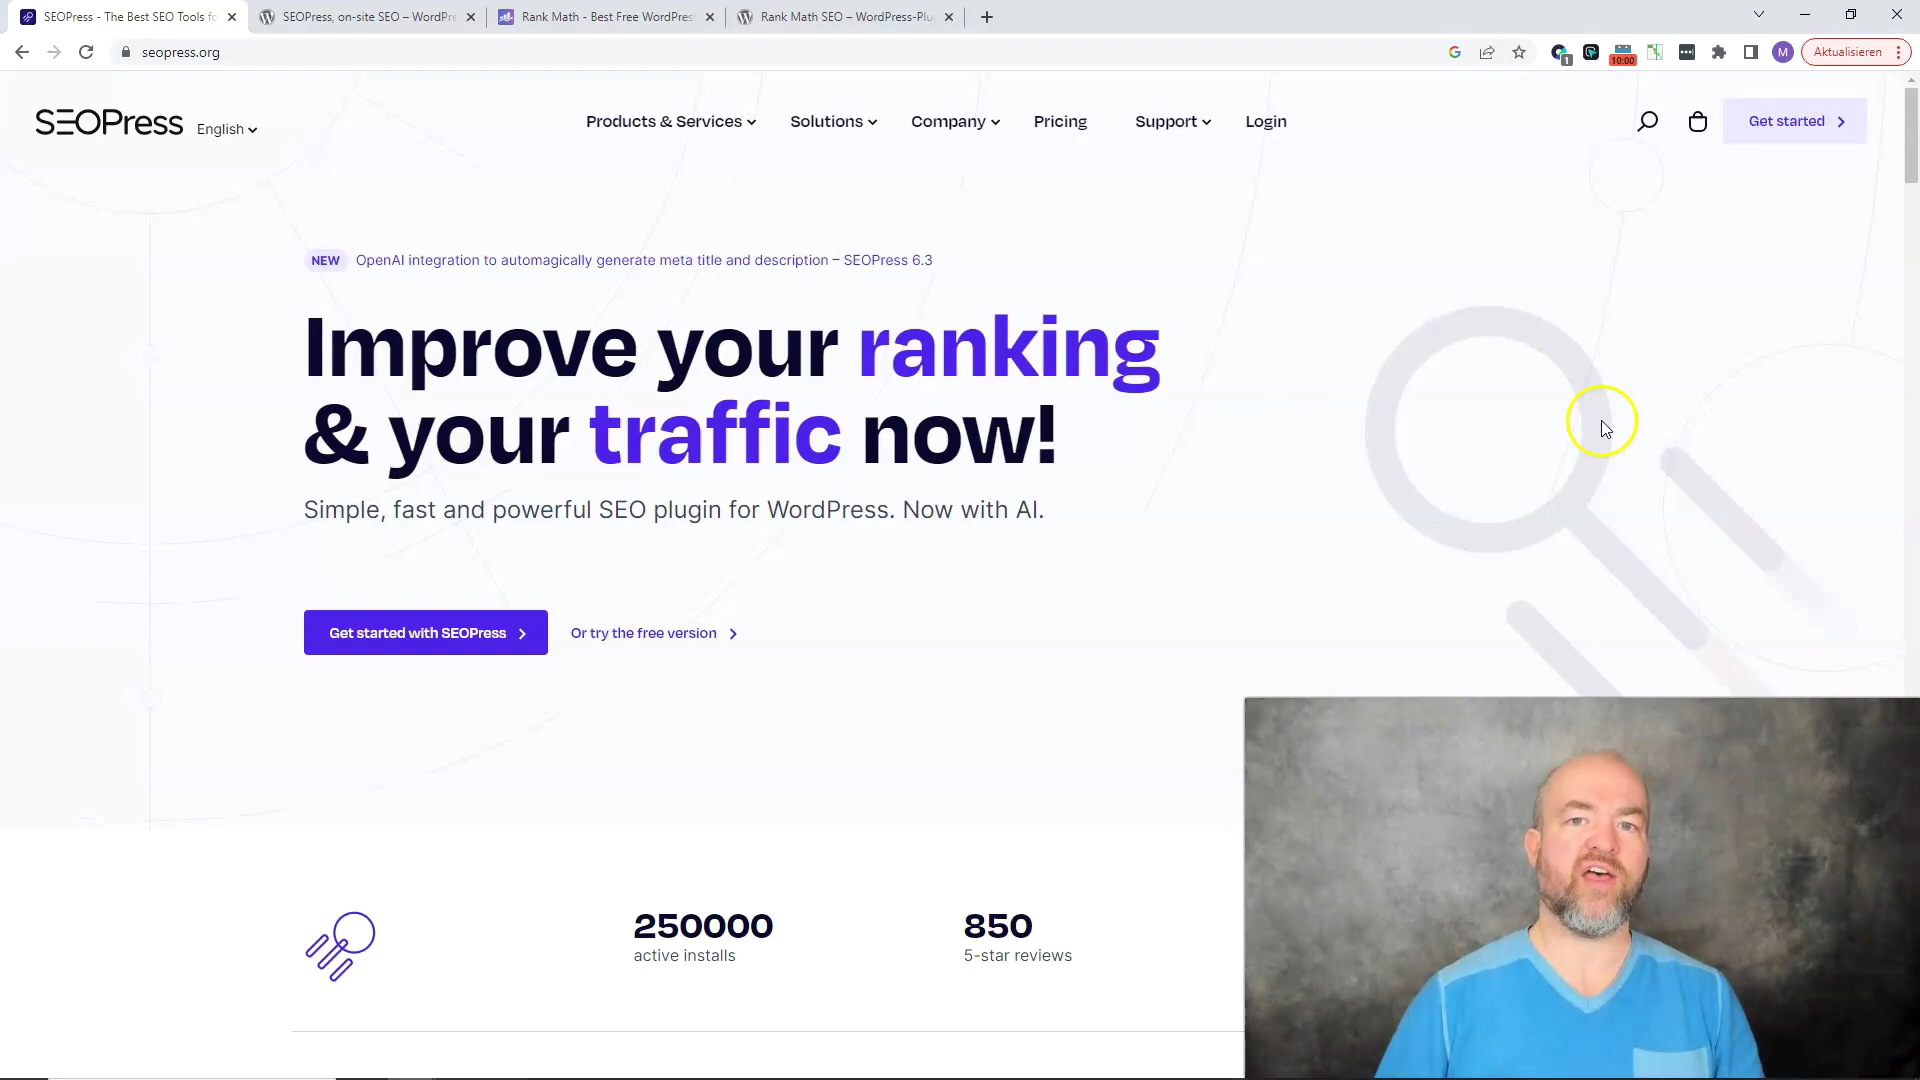 SEOPress - The Best SEO Tools fo
SEOPress, on-site SEO – WordPre
Rank Math - Best Free WordPress
Rank Math SEO – WordPress-Plu
seopress.org
1
10:00
M
Aktualisieren
SEOPress
English
Products & Services
Solutions
Company
Pricing
Support
Login
Get started
NEW OpenAI integration to automagically generate meta title and description – SEOPress 6.3
Improve your ranking
& your traffic now!
Simple, fast and powerful SEO plugin for WordPress. Now with AI.
Get started with SEOPress
Or try the free version
250000
active installs
850
5-star reviews